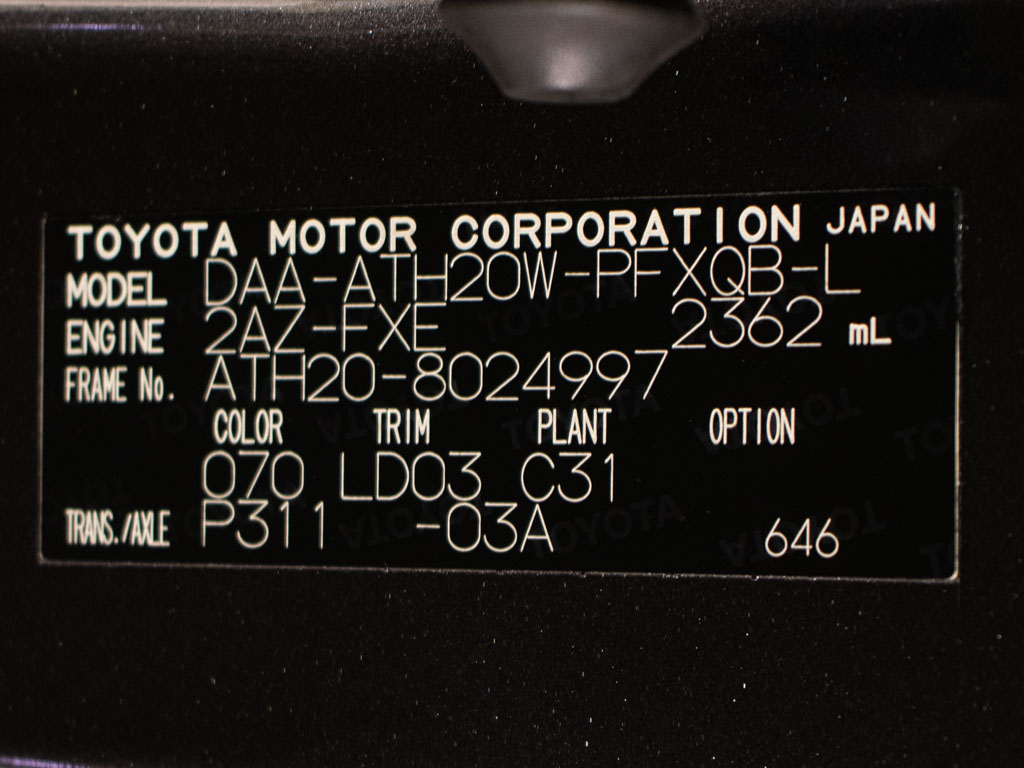 TOYOTA MOTOR CORPORATION JAPAN
MODEL DAA-ATH20W-PFXQB-L
ENGINE 2AZ-FXE 2362 mL
FRAME No. ATH20-8024997
COLOR TRIM PLANT OPTION
070 LD03 C31
TRANS./AXLE P311 -03A 646